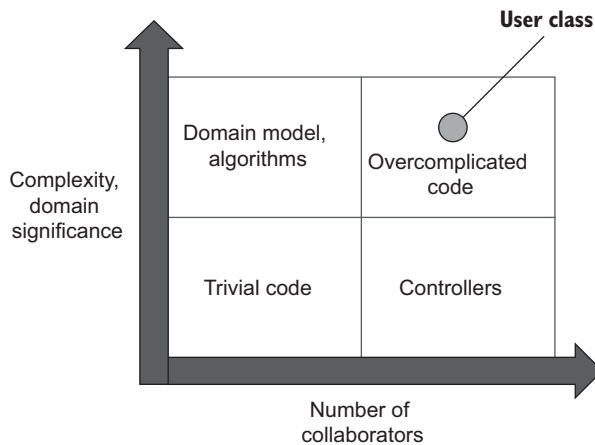 User class
Domain model,
algorithms
Overcomplicated
code
Complexity,
domain
significance
Trivial code
Controllers
Number of
collaborators